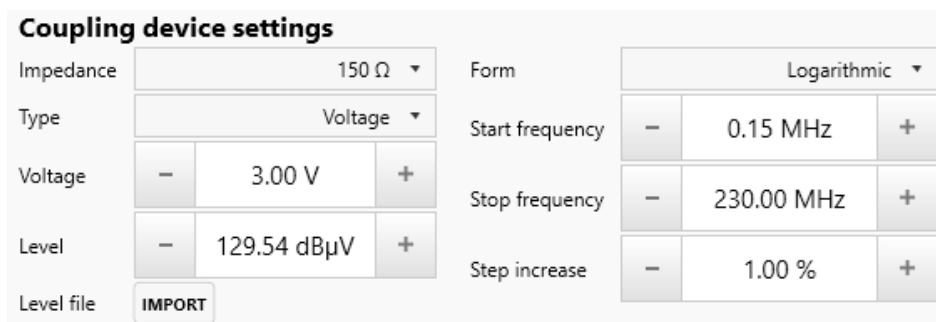 Coupling device settings
Impedance 150 Ω
Type Voltage
Voltage − 3.00 V +
Level − 129.54 dBµV +
Level file IMPORT
Form Logarithmic
Start frequency − 0.15 MHz +
Stop frequency − 230.00 MHz +
Step increase − 1.00 % +